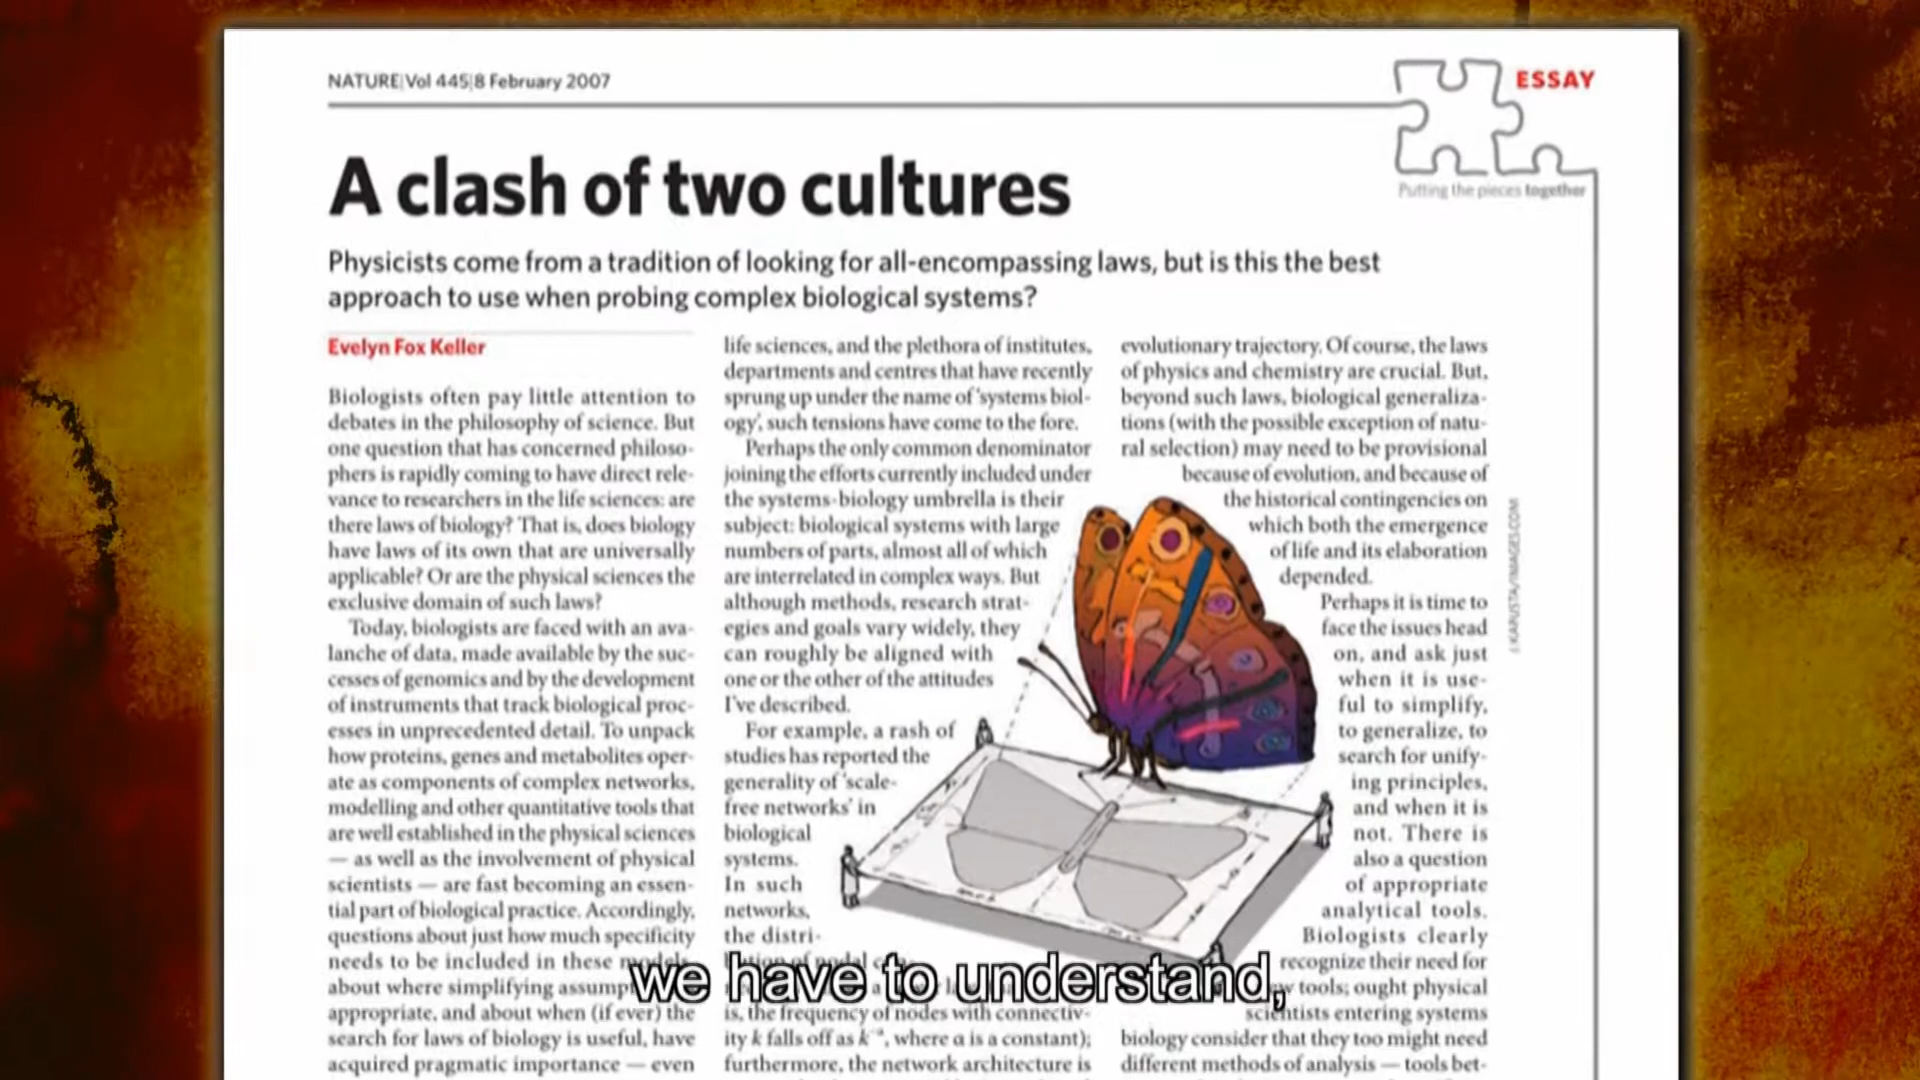 NATURE|Vol 445|8 February 2007
ESSAY
Putting the pieces together
A clash of two cultures
Physicists come from a tradition of looking for all-encompassing laws, but is this the best
approach to use when probing complex biological systems?
Evelyn Fox Keller
Biologists often pay little attention to
debates in the philosophy of science. But
one question that has concerned philoso-
phers is rapidly coming to have direct rele-
vance to researchers in the life sciences: are
there laws of biology? That is, does biology
have laws of its own that are universally
applicable? Or are the physical sciences the
exclusive domain of such laws?
Today, biologists are faced with an ava-
lanche of data, made available by the suc-
cesses of genomics and by the development
of instruments that track biological proc-
esses in unprecedented detail. To unpack
how proteins, genes and metabolites oper-
ate as components of complex networks,
modelling and other quantitative tools that
are well established in the physical sciences
— as well as the involvement of physical
scientists — are fast becoming an essen-
tial part of biological practice. Accordingly,
questions about just how much specificity
needs to be included in these models,
about where simplifying assump
appropriate, and about when (if ever) the
search for laws of biology is useful, have
acquired pragmatic importance — even
life sciences, and the plethora of institutes,
departments and centres that have recently
sprung up under the name of 'systems biol-
ogy', such tensions have come to the fore.
Perhaps the only common denominator
joining the efforts currently included under
the systems-biology umbrella is their
subject: biological systems with large
numbers of parts, almost all of which
are interrelated in complex ways. But
although methods, research strat-
egies and goals vary widely, they
can roughly be aligned with
one or the other of the attitudes
I've described.
For example, a rash of
studies has reported the
generality of 'scale-
free networks' in
biological
systems.
In such
networks,
the distri-
bution of nodal
is, the frequency of nodes with connectiv-
ity k falls off as k⁻ᵅ, where α is a constant);
furthermore, the network architecture is
evolutionary trajectory. Of course, the laws
of physics and chemistry are crucial. But,
beyond such laws, biological generaliza-
tions (with the possible exception of natu-
ral selection) may need to be provisional
because of evolution, and because of
the historical contingencies on
which both the emergence
of life and its elaboration
depended.
Perhaps it is time to
face the issues head
on, and ask just
when it is use-
ful to simplify,
to generalize, to
search for unify-
ing principles,
and when it is
not. There is
also a question
of appropriate
analytical tools.
Biologists clearly
recognize their need for
tools; ought physical
scientists entering systems
biology consider that they too might need
different methods of analysis — tools bet-
J. KAPUSTA/IMAGES.COM
we have to understand,